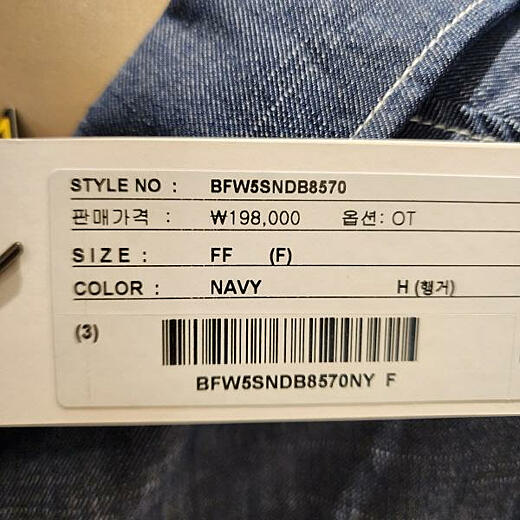 STYLE NO : BFW5SNDB8570
판매가격 : ₩198,000 옵션: OT
SIZE : FF (F)
COLOR : NAVY H (행거)
(3)
BFW5SNDB8570NY F